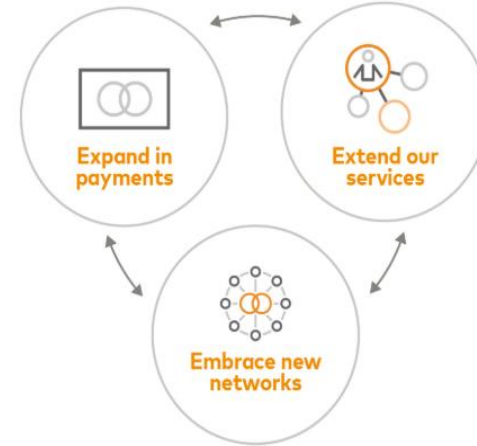 Expand in
payments
Extend our
services
Embrace new
networks